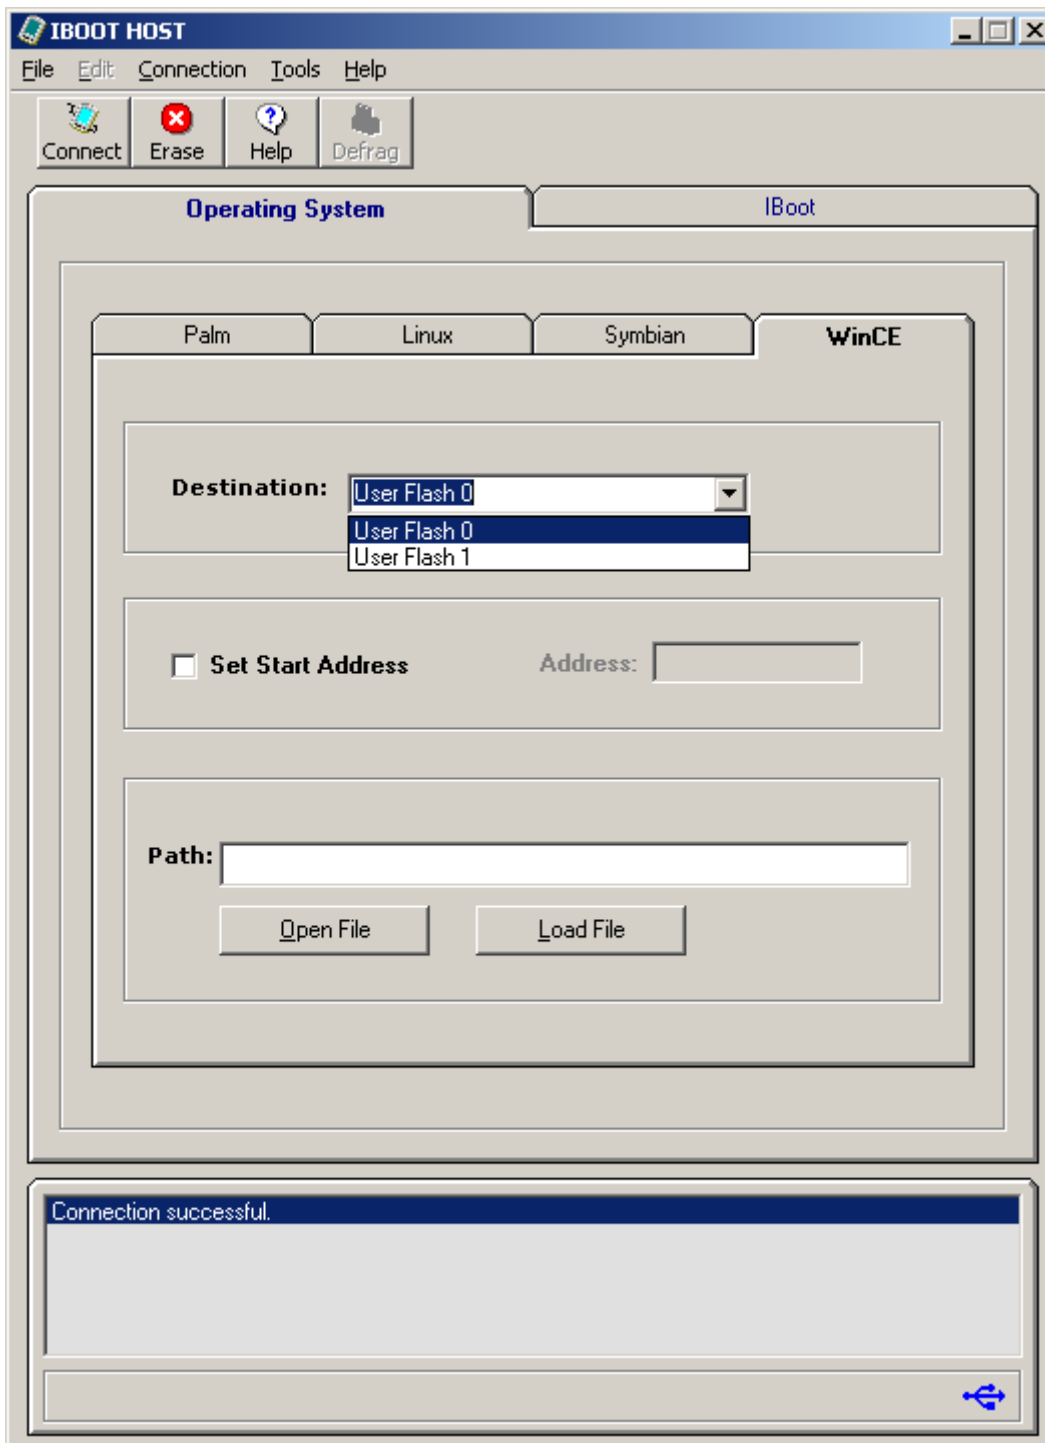 IBOOT HOST
File Edit Connection Tools Help
Connect Erase Help Defrag
Operating System IBoot
Palm Linux Symbian WinCE
Destination: User Flash 0
User Flash 0
User Flash 1
Set Start Address Address:
Path:
Open File Load File
Connection successful.